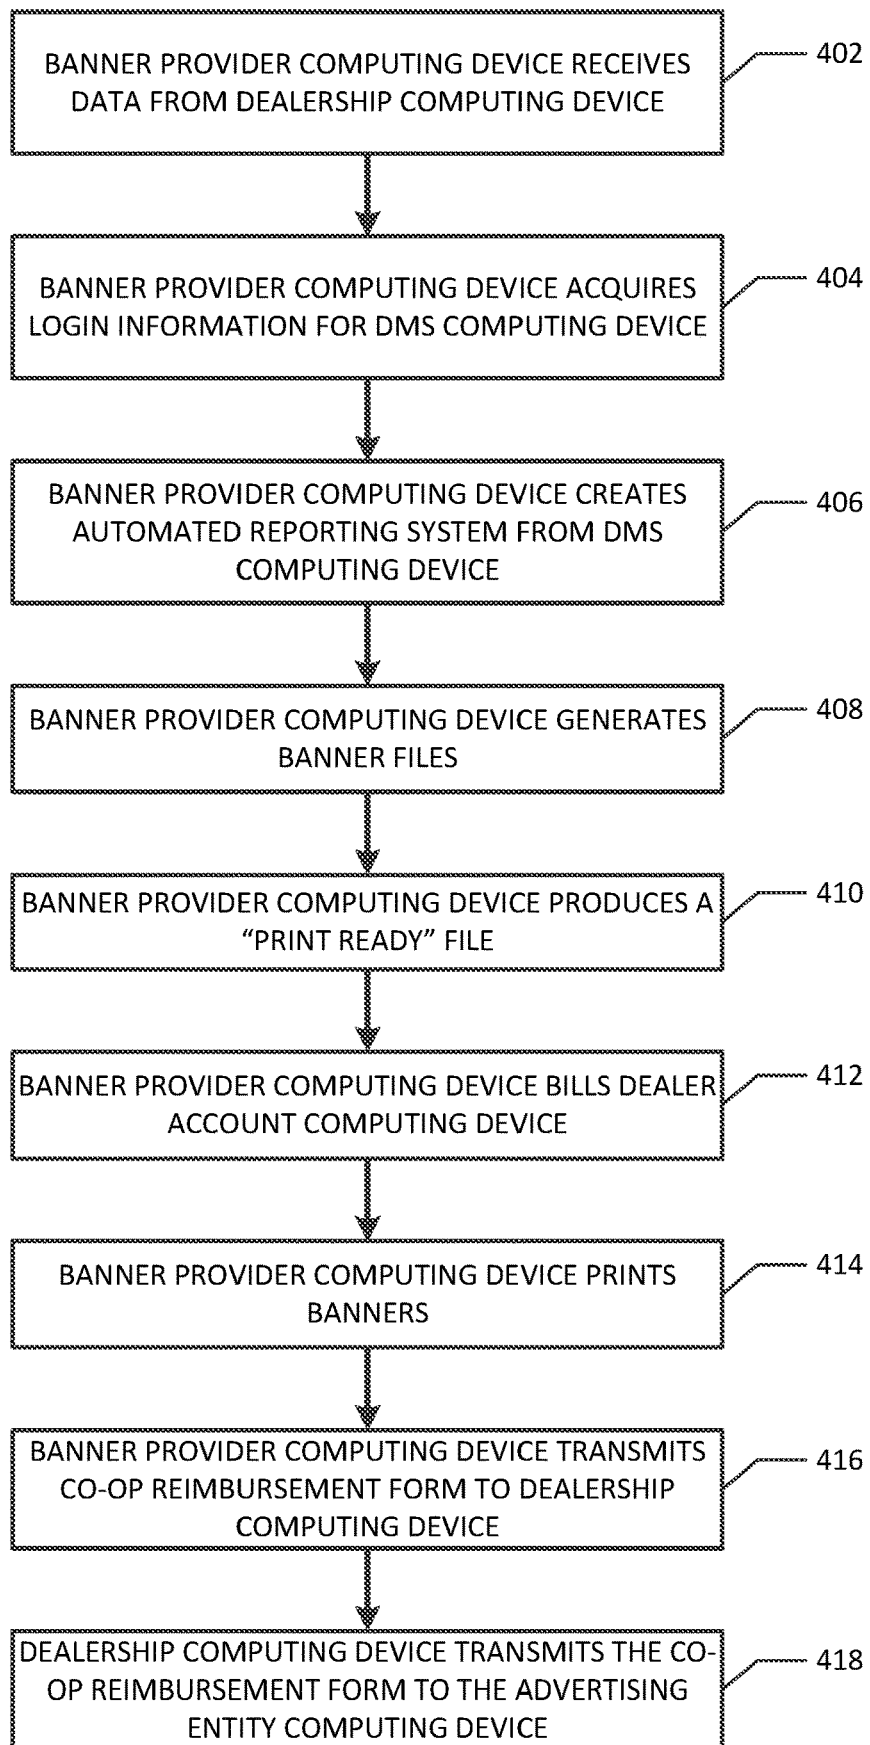 BANNER PROVIDER COMPUTING DEVICE RECEIVES
DATA FROM DEALERSHIP COMPUTING DEVICE
402
BANNER PROVIDER COMPUTING DEVICE ACQUIRES
LOGIN INFORMATION FOR DMS COMPUTING DEVICE
404
BANNER PROVIDER COMPUTING DEVICE CREATES
AUTOMATED REPORTING SYSTEM FROM DMS
COMPUTING DEVICE
406
BANNER PROVIDER COMPUTING DEVICE GENERATES
BANNER FILES
408
BANNER PROVIDER COMPUTING DEVICE PRODUCES A
“PRINT READY” FILE
410
BANNER PROVIDER COMPUTING DEVICE BILLS DEALER
ACCOUNT COMPUTING DEVICE
412
BANNER PROVIDER COMPUTING DEVICE PRINTS
BANNERS
414
BANNER PROVIDER COMPUTING DEVICE TRANSMITS
CO-OP REIMBURSEMENT FORM TO DEALERSHIP
COMPUTING DEVICE
416
DEALERSHIP COMPUTING DEVICE TRANSMITS THE CO-
OP REIMBURSEMENT FORM TO THE ADVERTISING
ENTITY COMPUTING DEVICE
418